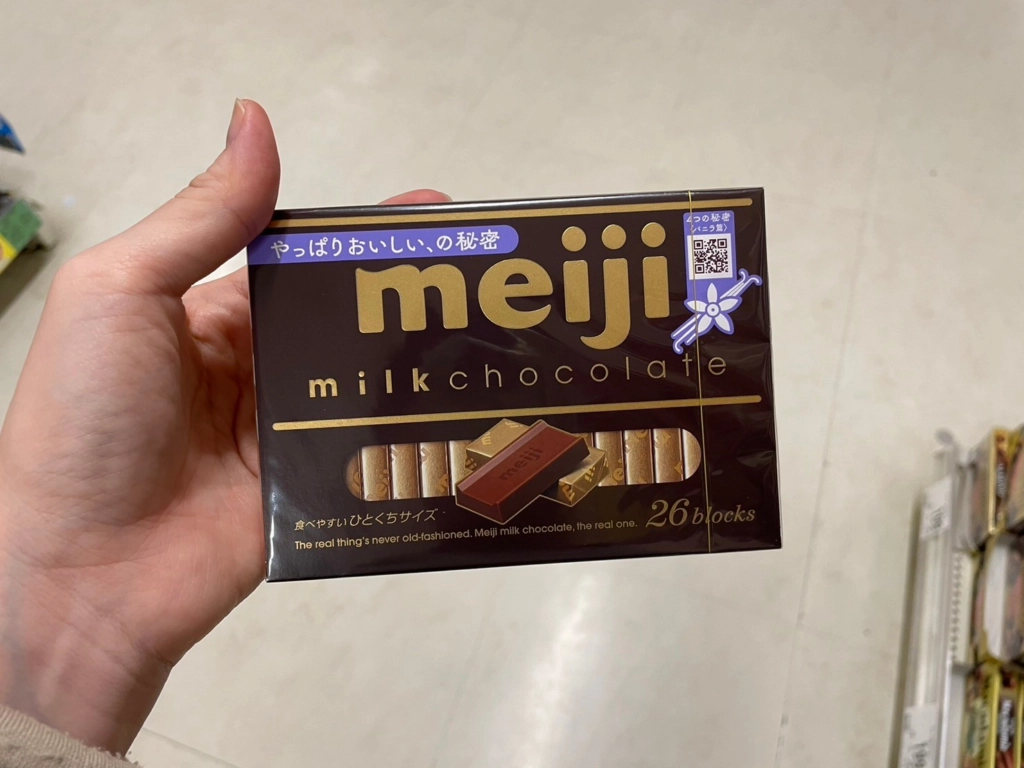 やっぱりおいしい、の秘密
4つの秘密
〈バニラ篇〉
meiji
milk chocolate
meiji
食べやすい ひとくちサイズ
26 blocks
The real thing's never old-fashioned. Meiji milk chocolate, the real one.